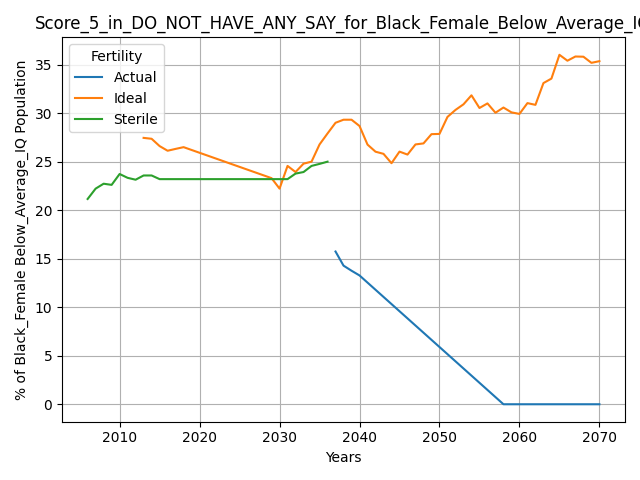 Score_5_in_DO_NOT_HAVE_ANY_SAY_for_Black_Female_Below_Average_IQ
Fertility
Actual
Ideal
Sterile
% of Black_Female Below_Average_IQ Population
35
30
25
20
15
10
5
0
2010 2020 2030 2040 2050 2060 2070
Years